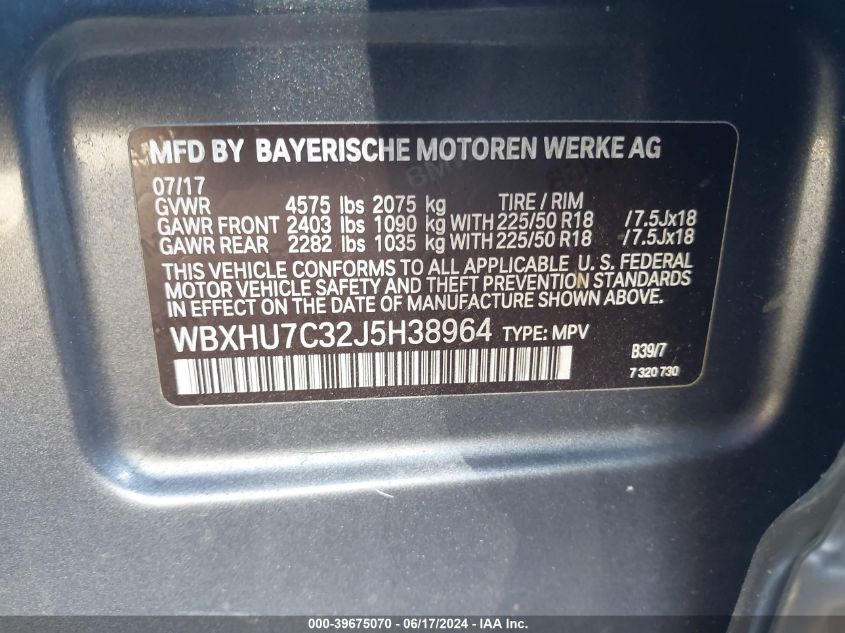 MFD BY BAYERISCHE MOTOREN WERKE AG
07/17
GVWR 4575 lbs 2075 kg TIRE / RIM
GAWR FRONT 2403 lbs 1090 kg WITH 225/50 R18 /7.5Jx18
GAWR REAR 2282 lbs 1035 kg WITH 225/50 R18 /7.5Jx18
THIS VEHICLE CONFORMS TO ALL APPLICABLE U. S. FEDERAL
MOTOR VEHICLE SAFETY AND THEFT PREVENTION STANDARDS
IN EFFECT ON THE DATE OF MANUFACTURE SHOWN ABOVE.
WBXHU7C32J5H38964 TYPE: MPV
B39/7
7 320 730
000-39675070 - 06/17/2024 - IAA Inc.